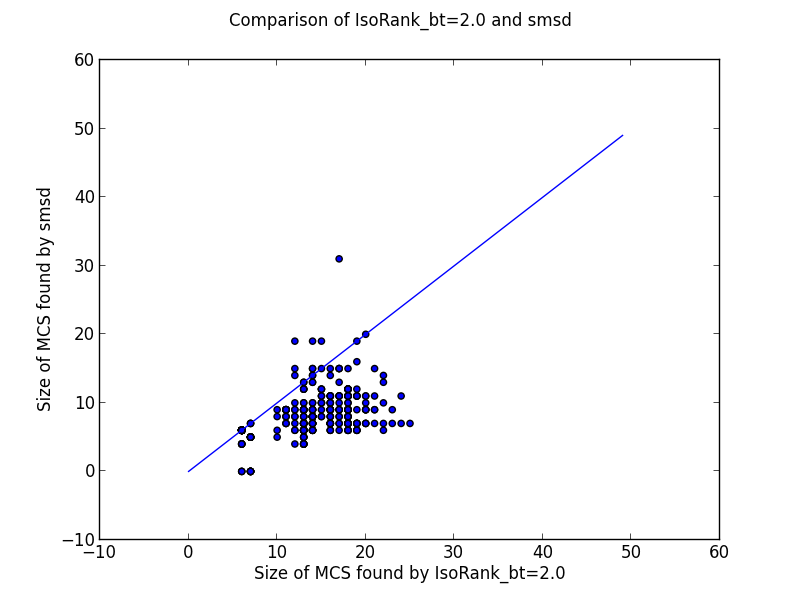 Comparison of IsoRank_bt=2.0 and smsd
60
50
40
30
20
10
0
−10
Size of MCS found by smsd
−10 0 10 20 30 40 50 60
Size of MCS found by IsoRank_bt=2.0